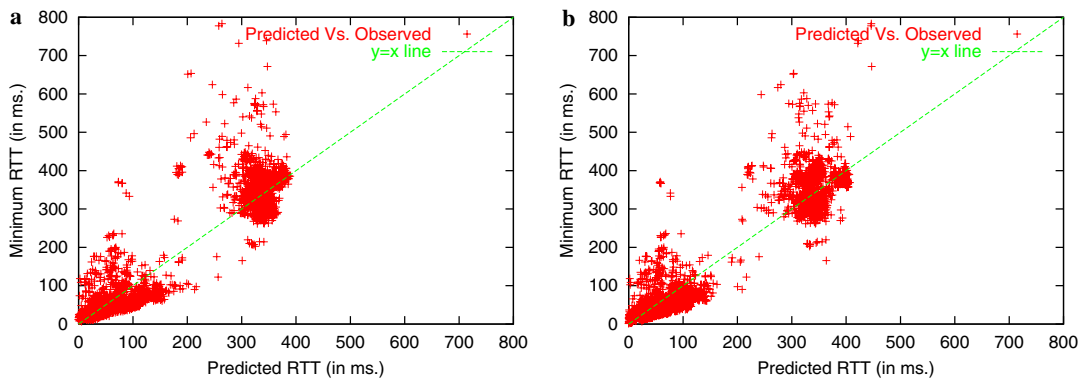 a
Predicted Vs. Observed
y=x line
Minimum RTT (in ms.)
800
700
600
500
400
300
200
100
0
0 100 200 300 400 500 600 700 800
Predicted RTT (in ms.)
b
Predicted Vs. Observed
y=x line
Minimum RTT (in ms.)
800
700
600
500
400
300
200
100
0
0 100 200 300 400 500 600 700 800
Predicted RTT (in ms.)